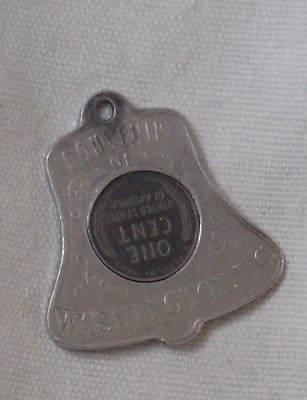 SOUVENIR
OF
ONE
CENT
UNITED STATES
OF AMERICA
WASHINGTON D.C.